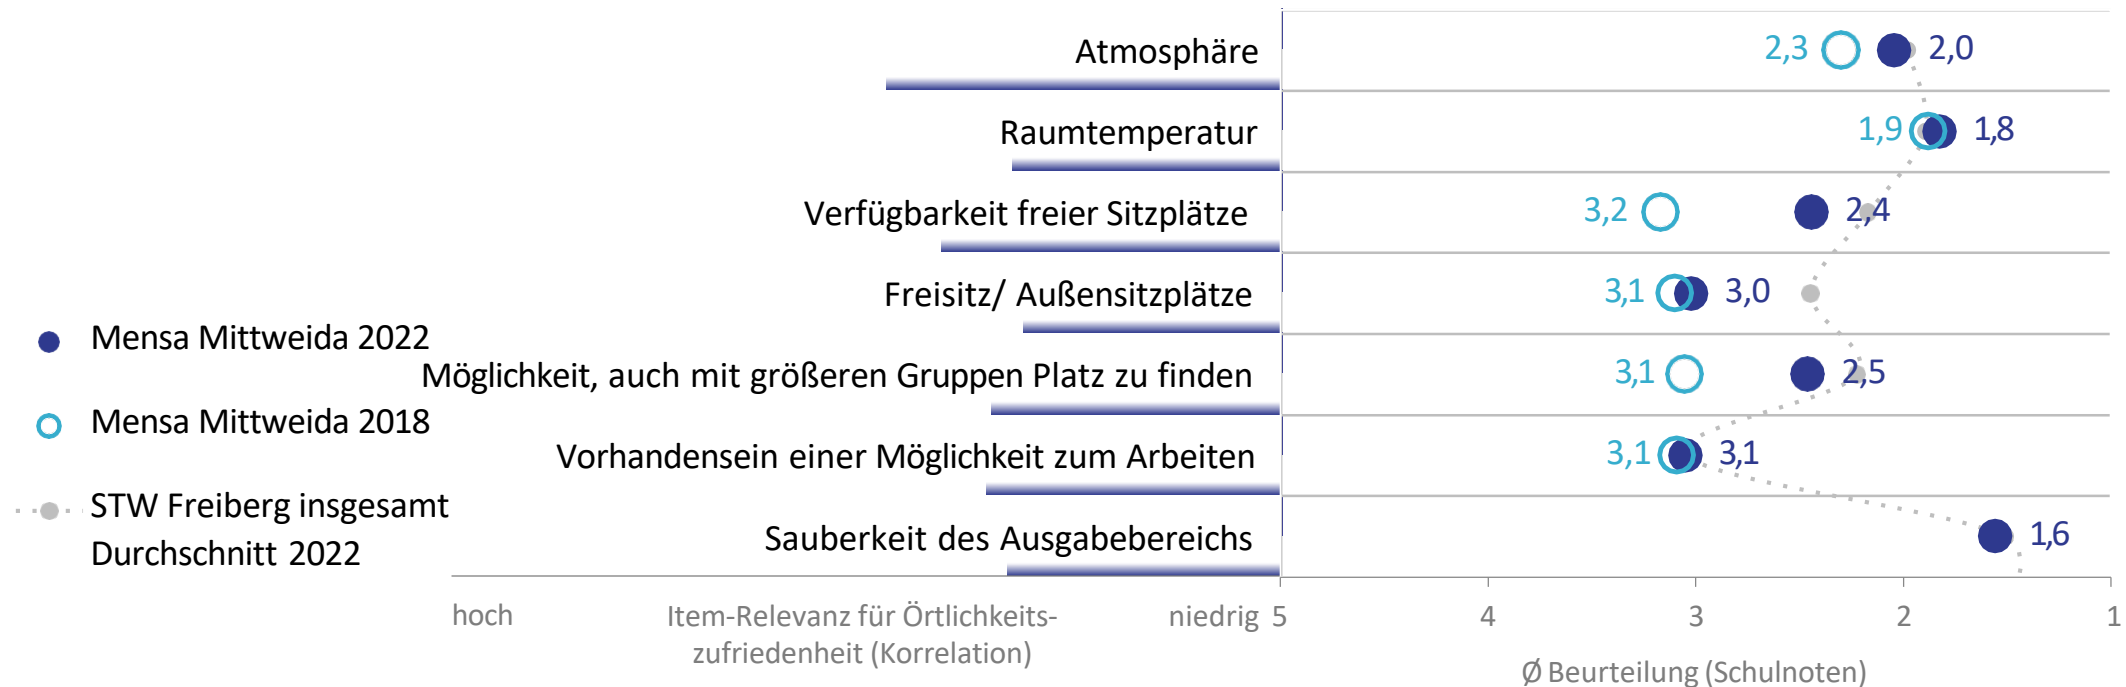 Atmosphäre
2,3
2,0
Raumtemperatur
1,9
1,8
Verfügbarkeit freier Sitzplätze
3,2
2,4
Freisitz/ Außensitzplätze
3,1
3,0
Mensa Mittweida 2022
Möglichkeit, auch mit größeren Gruppen Platz zu finden
3,1
2,5
Mensa Mittweida 2018
Vorhandensein einer Möglichkeit zum Arbeiten
3,1
3,1
STW Freiberg insgesamt
Durchschnitt 2022
Sauberkeit des Ausgabebereichs
1,6
hoch
Item-Relevanz für Örtlichkeits-
zufriedenheit (Korrelation)
niedrig
5
4
3
2
1
Ø Beurteilung (Schulnoten)